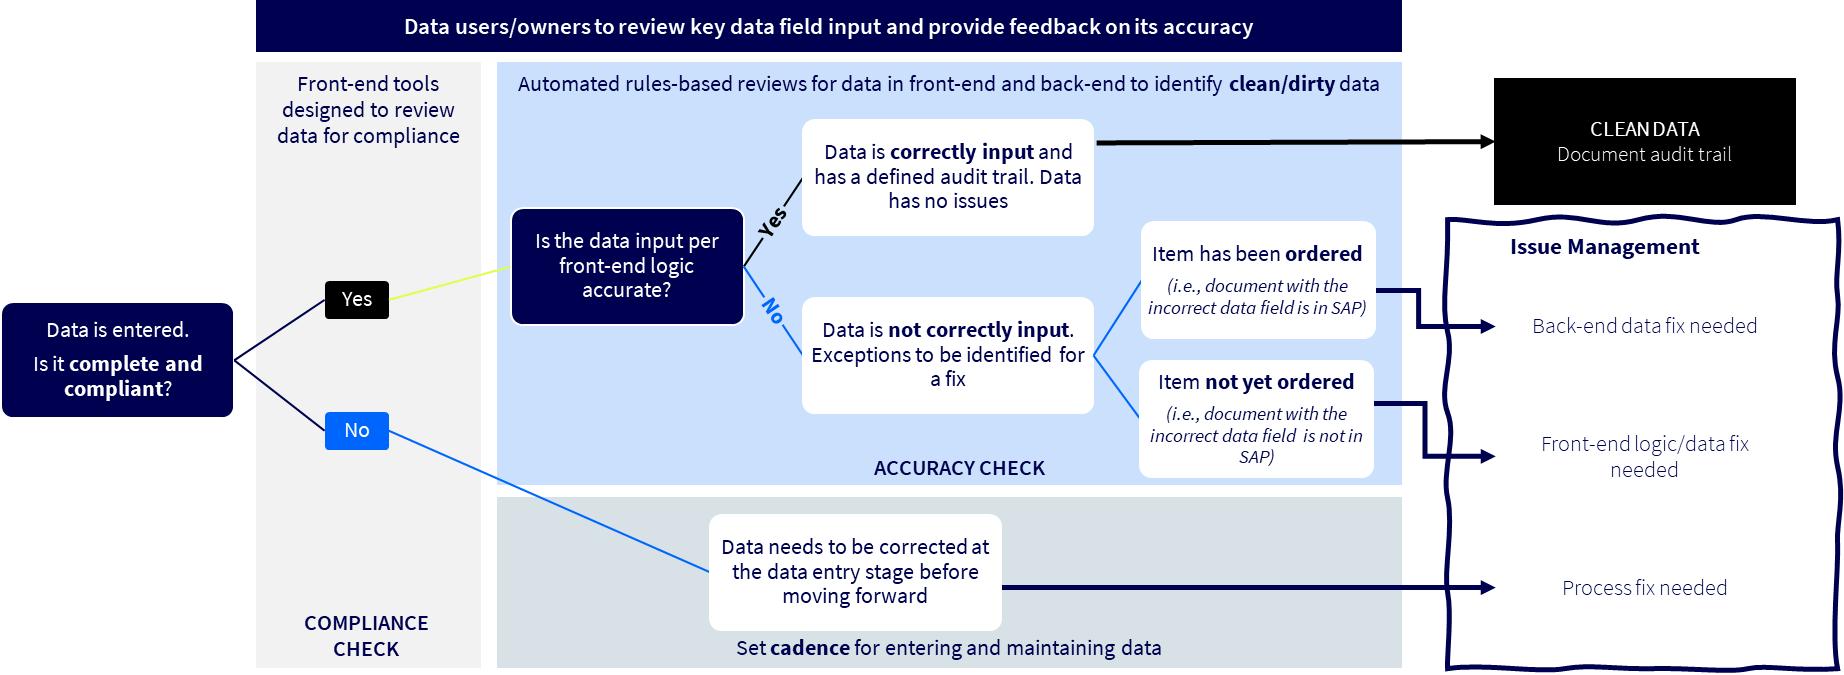 Data users/owners to review key data field input and provide feedback on its accuracy
Front-end tools
designed to review
data for compliance
Automated rules-based reviews for data in front-end and back-end to identify clean/dirty data
Data is entered.
Is it complete and
compliant?
Yes
No
COMPLIANCE
CHECK
Is the data input per
front-end logic
accurate?
Yes
No
Data is correctly input and
has a defined audit trail. Data
has no issues
Data is not correctly input.
Exceptions to be identified for
a fix
Item has been ordered
(i.e., document with the
incorrect data field is in SAP)
Item not yet ordered
(i.e., document with the
incorrect data field is not in
SAP)
ACCURACY CHECK
Data needs to be corrected at
the data entry stage before
moving forward
Set cadence for entering and maintaining data
CLEAN DATA
Document audit trail
Issue Management
Back-end data fix needed
Front-end logic/data fix
needed
Process fix needed